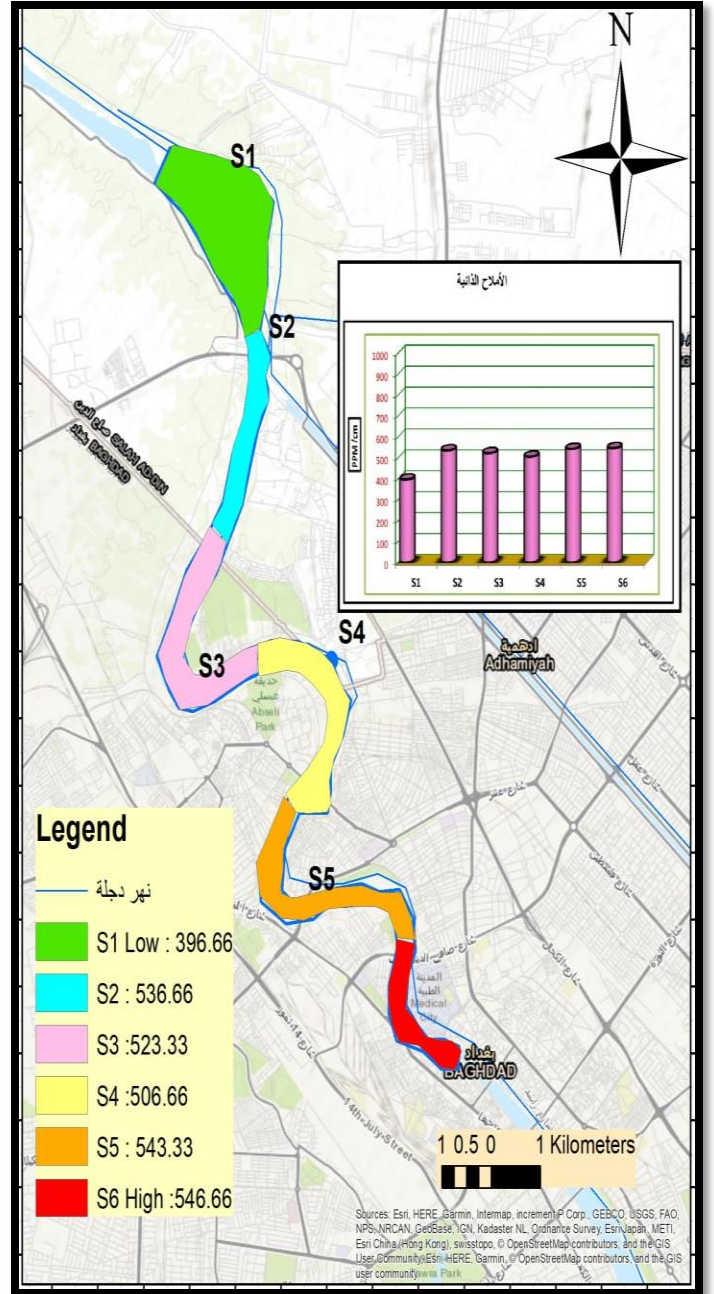 N
S1
S2
الأملاح الذائبة
1000
900
800
700
600
500
400
300
200
100
0
PPM /cm
S1 S2 S3 S4 S5 S6
صلاح الدين SALAH AD-DIN
بغداد BAGHDAD
S4
S3
ادهمية
Adhamiyah
حديقة
عبسلي
Abseli
Park
Legend
نهر دجلة
S1 Low : 396.66
S2 : 536.66
S3 :523.33
S4 :506.66
S5 : 543.33
S6 High :546.66
S5
المدينة
الطبية
Medical
City
بغداد
BAGHDAD
14th-July-Street
1 0.5 0 1 Kilometers
Sources: Esri, HERE, Garmin, Intermap, increment P Corp., GEBCO, USGS, FAO,
NPS, NRCAN, GeoBase, IGN, Kadaster NL, Ordnance Survey, Esri Japan, METI,
Esri China (Hong Kong), swisstopo, © OpenStreetMap contributors, and the GIS
User Community, Esri, HERE, Garmin, © OpenStreetMap contributors, and the GIS
user community